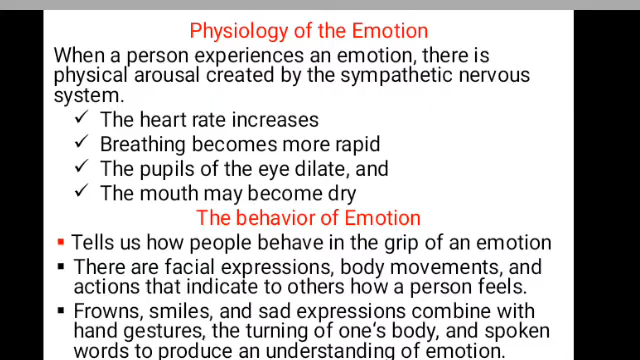 Physiology of the Emotion
When a person experiences an emotion, there is
physical arousal created by the sympathetic nervous
system.
✓ The heart rate increases
✓ Breathing becomes more rapid
✓ The pupils of the eye dilate, and
✓ The mouth may become dry
The behavior of Emotion
▪ Tells us how people behave in the grip of an emotion
▪ There are facial expressions, body movements, and
actions that indicate to others how a person feels.
▪ Frowns, smiles, and sad expressions combine with
hand gestures, the turning of one‘s body, and spoken
words to produce an understanding of emotion.